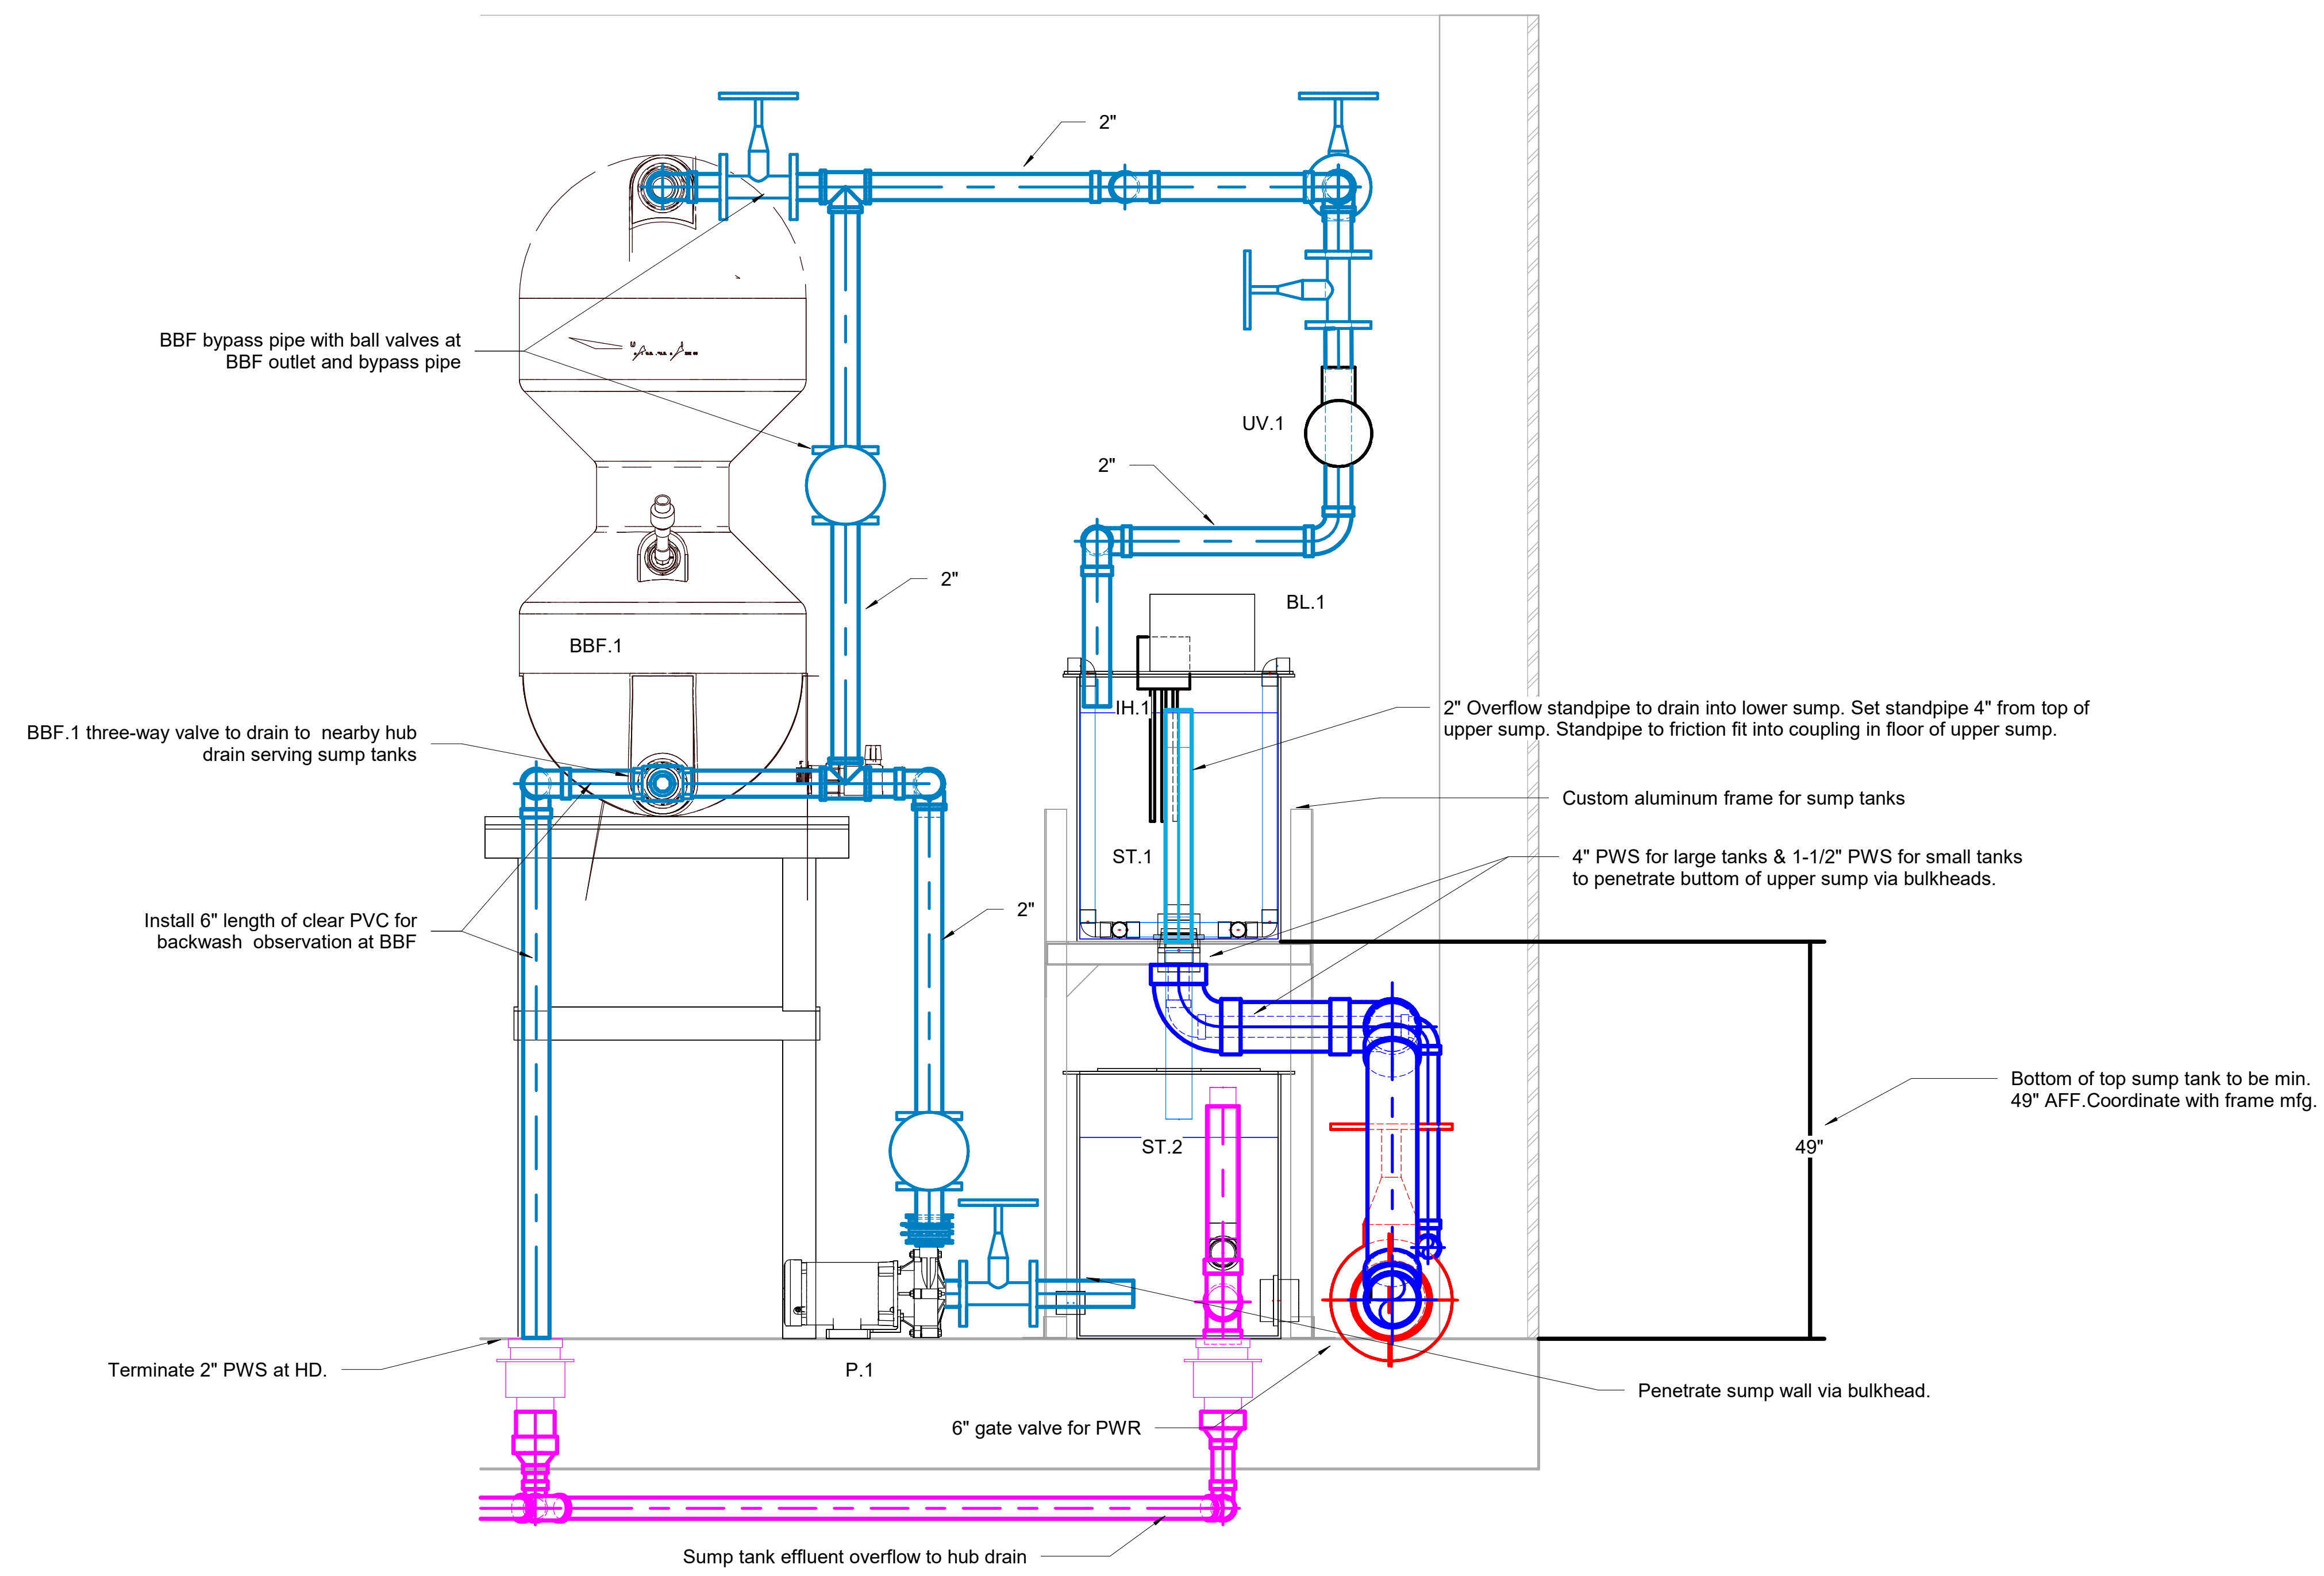 2"
BBF bypass pipe with ball valves at
BBF outlet and bypass pipe
UV.1
2"
2"
BL.1
BBF.1
IH.1
2" Overflow standpipe to drain into lower sump. Set standpipe 4" from top of
upper sump. Standpipe to friction fit into coupling in floor of upper sump.
BBF.1 three-way valve to drain to  nearby hub
drain serving sump tanks
Custom aluminum frame for sump tanks
ST.1
4" PWS for large tanks & 1-1/2" PWS for small tanks
to penetrate buttom of upper sump via bulkheads.
2"
Install 6" length of clear PVC for
backwash  observation at BBF
Bottom of top sump tank to be min.
49" AFF.Coordinate with frame mfg.
ST.2
49"
Terminate 2" PWS at HD.
P.1
Penetrate sump wall via bulkhead.
6" gate valve for PWR
Sump tank effluent overflow to hub drain